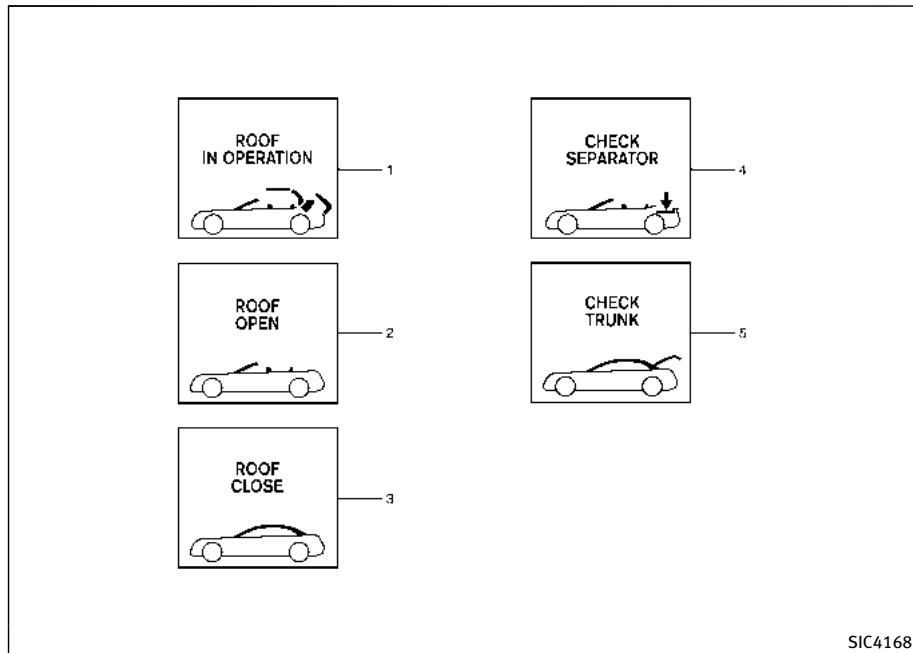 ROOF
IN OPERATION
1
ROOF
OPEN
2
ROOF
CLOSE
3
CHECK
SEPARATOR
4
CHECK
TRUNK
5
SIC4168